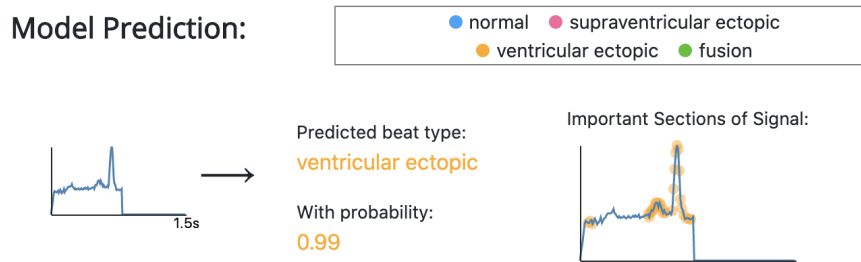 Model Prediction:
normal supraventricular ectopic
ventricular ectopic fusion
1.5s
Predicted beat type:
ventricular ectopic
With probability:
0.99
Important Sections of Signal: